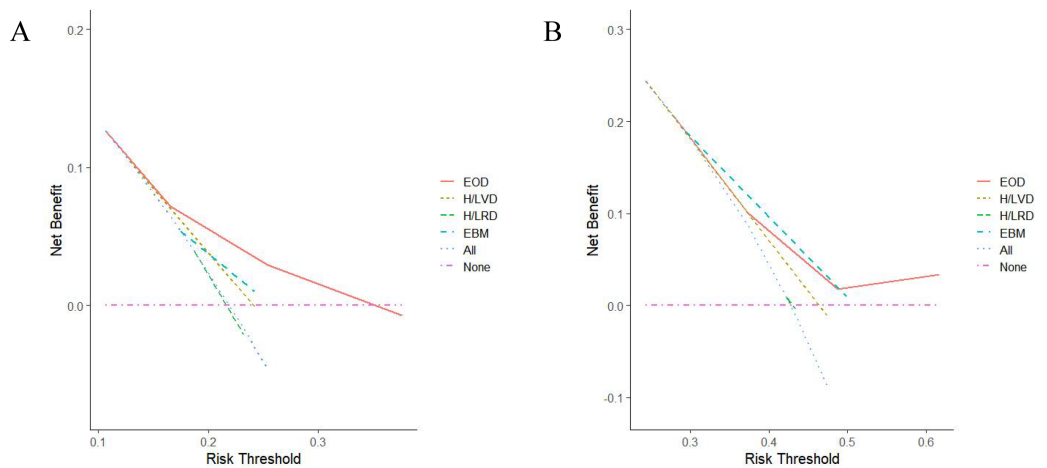 A
Net Benefit
0.2
0.1
0.0
0.1
0.2
0.3
Risk Threshold
EOD
H/LVD
H/LRD
EBM
All
None
B
Net Benefit
0.3
0.2
0.1
0.0
-0.1
0.3
0.4
0.5
0.6
Risk Threshold
EOD
H/LVD
H/LRD
EBM
All
None